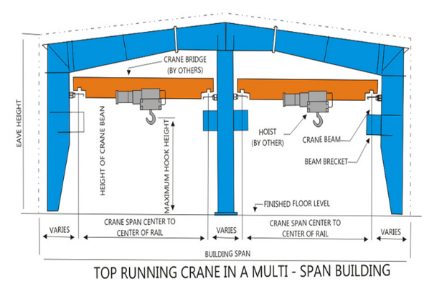 CRANE BRIDGE
(BY OTHERS)
EAVE HEIGHT
HEIGHT OF CRANE BEAN
MAXIMUM HOOK HEIGHT
HOIST
(BY OTHER)
CRANE BEAM
BEAM BRECKET
FINISHED FLOOR LEVEL
VARIES
CRANE SPAN CENTER TO
CENTER OF RAIL
VARIES
CRANE SPAN CENTER TO
CENTER OF RAIL
VARIES
BUILDING SPAN
TOP RUNNING CRANE IN A MULTI - SPAN BUILDING